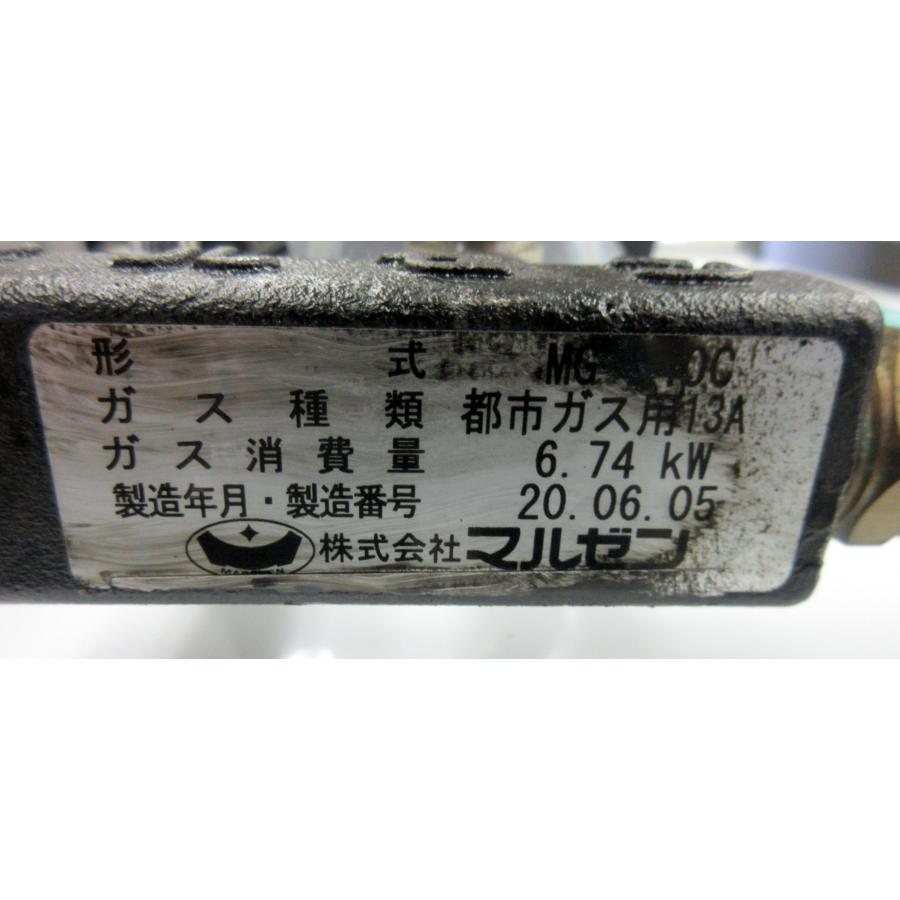 形式 MG
ガス種類 都市ガス用13A
ガス消費量 6.74 kW
製造年月・製造番号 20.06.05
株式会社 マルゼン